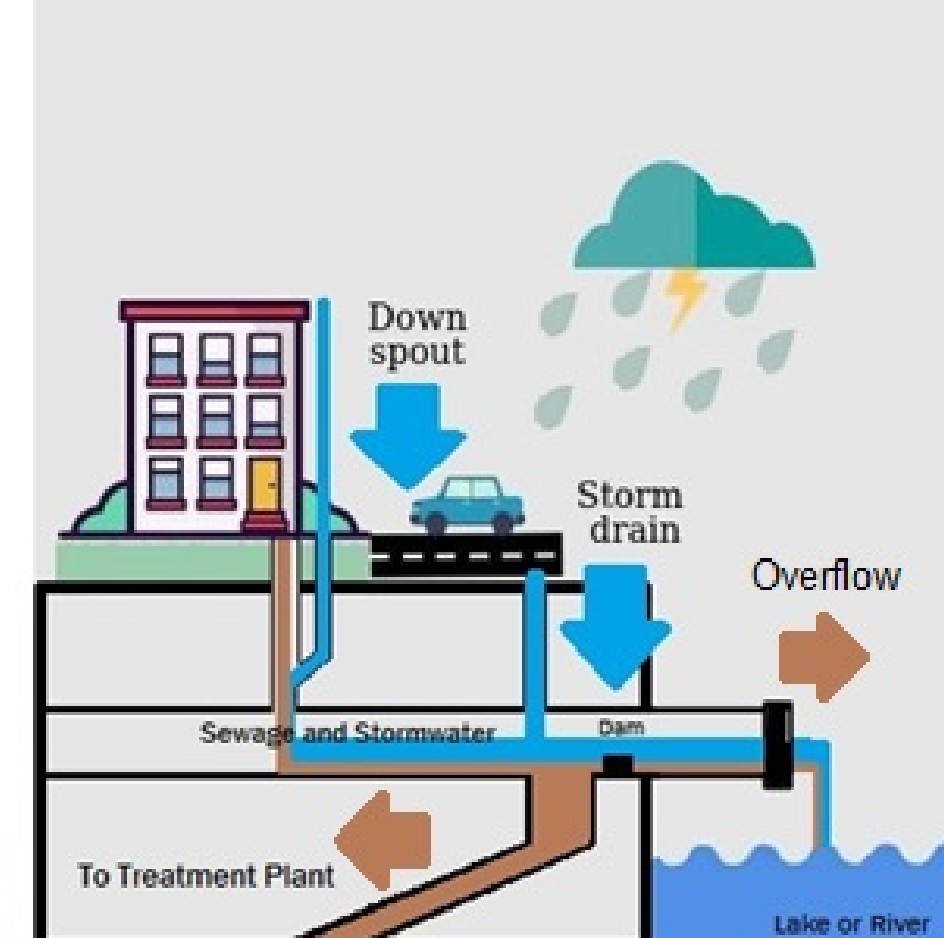 Down
spout
Storm
drain
Overflow
Sewage and Stormwater
Dam
To Treatment Plant
Lake or River